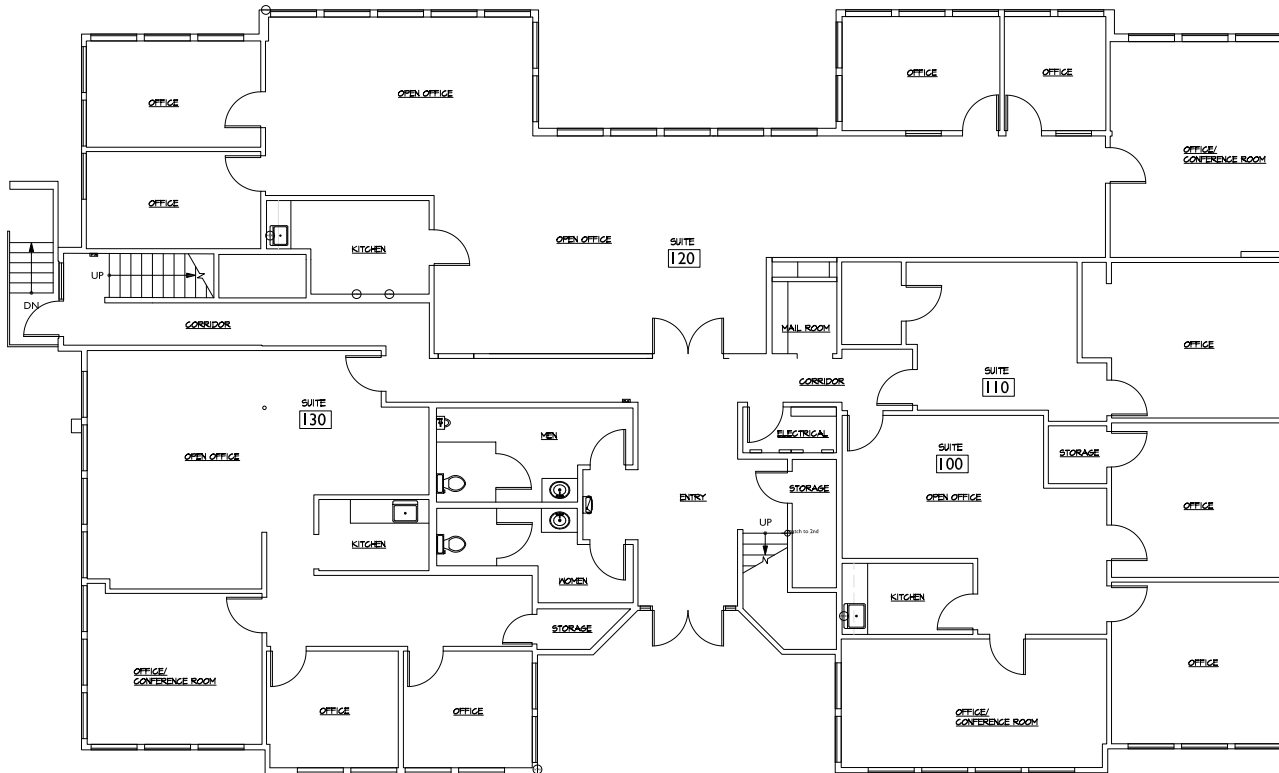 OFFICE
OFFICE
OPEN OFFICE
OFFICE
OFFICE/
CONFERENCE ROOM
OFFICE
KITCHEN
OPEN OFFICE
SUITE
120
UP
DN
CORRIDOR
MAIL ROOM
OFFICE
CORRIDOR
SUITE
110
SUITE
130
OPEN OFFICE
MEN
ELECTRICAL
SUITE
100
OPEN OFFICE
STORAGE
ENTRY
STORAGE
OFFICE
UP
KITCHEN
WOMEN
KITCHEN
STORAGE
OFFICE/
CONFERENCE ROOM
OFFICE
OFFICE
OFFICE/
CONFERENCE ROOM
OFFICE